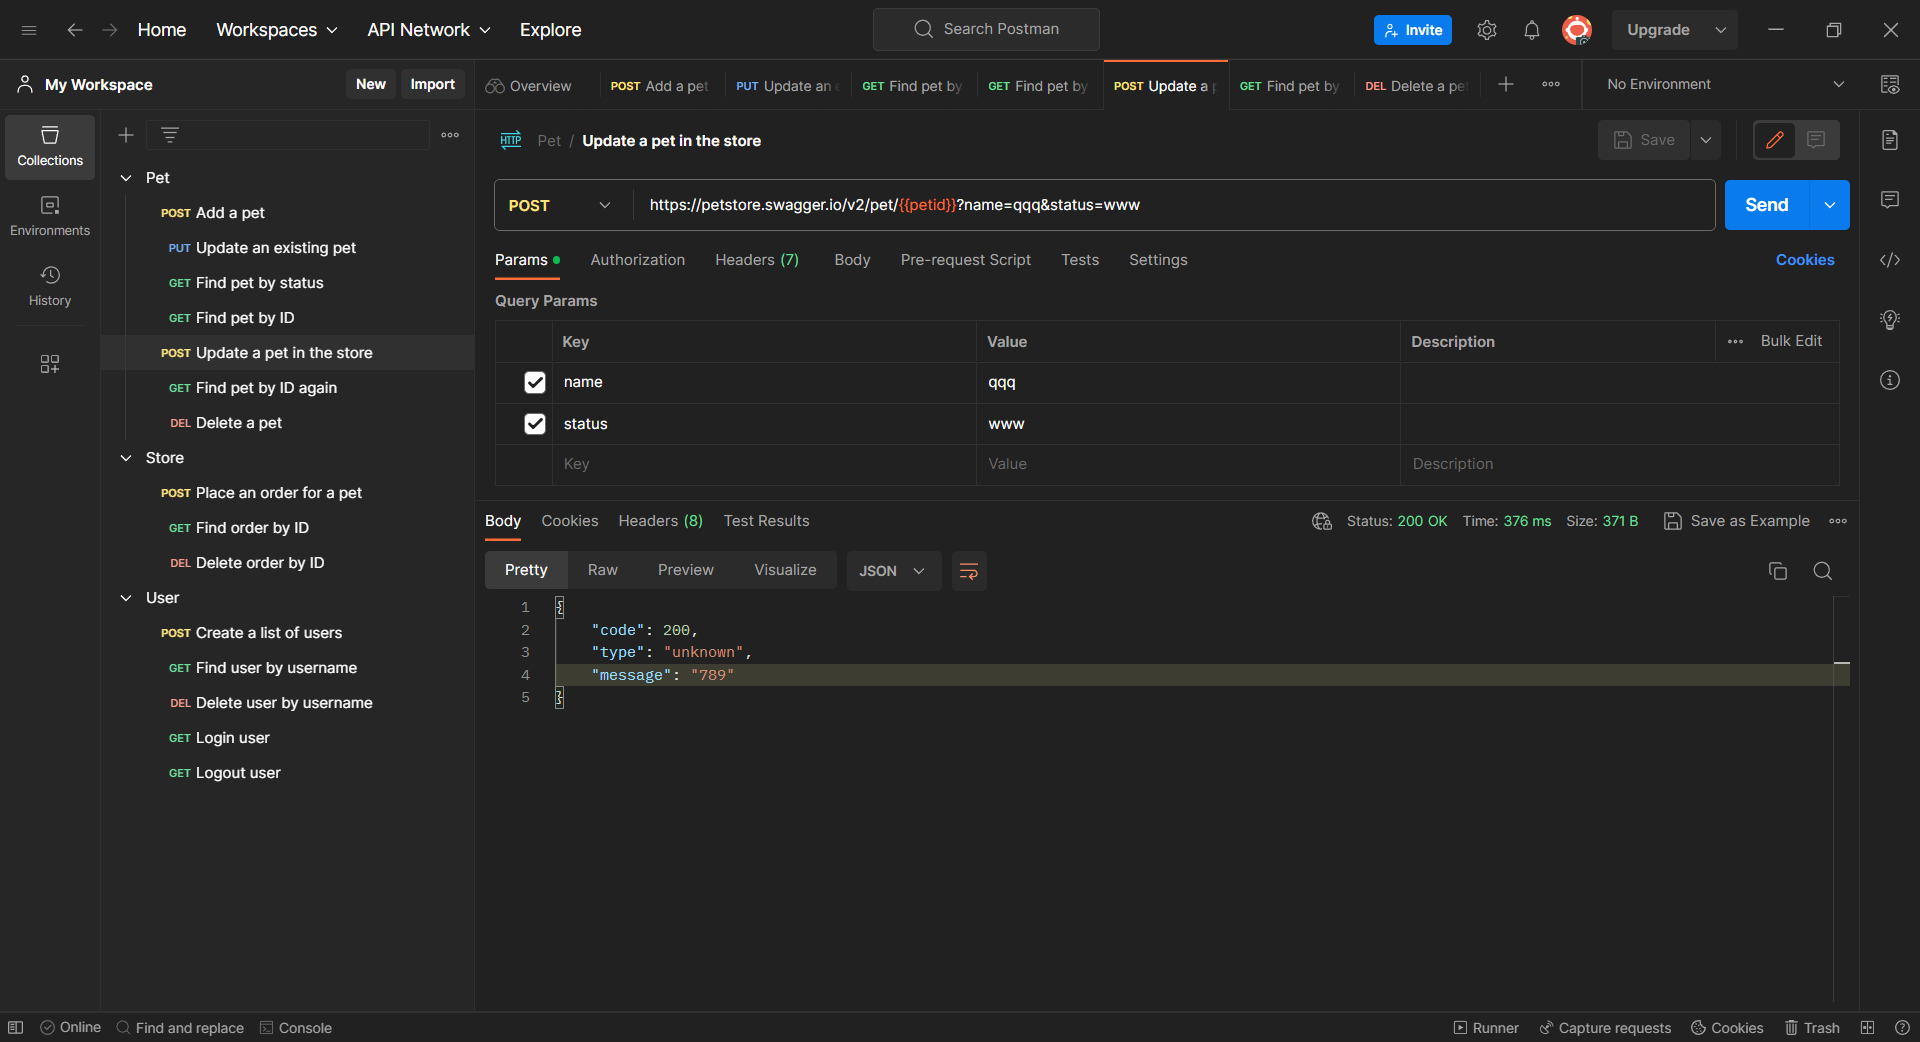 Home Workspaces API Network Explore Search Postman Invite Upgrade
My Workspace New Import Overview POST Add a pet PUT Update an e GET Find pet by GET Find pet by POST Update a p GET Find pet by DEL Delete a pet No Environment
Collections
Environments
History
Pet
POST Add a pet
PUT Update an existing pet
GET Find pet by status
GET Find pet by ID
POST Update a pet in the store
GET Find pet by ID again
DEL Delete a pet
Store
POST Place an order for a pet
GET Find order by ID
DEL Delete order by ID
User
POST Create a list of users
GET Find user by username
DEL Delete user by username
GET Login user
GET Logout user
HTTP Pet / Update a pet in the store Save
POST https://petstore.swagger.io/v2/pet/{{petid}}?name=qqq&status=www Send
Params Authorization Headers (7) Body Pre-request Script Tests Settings Cookies
Query Params
Key Value Description Bulk Edit
name qqq
status www
Key Value Description
Body Cookies Headers (8) Test Results Status: 200 OK Time: 376 ms Size: 371 B Save as Example
Pretty Raw Preview Visualize JSON
1 {
2 "code": 200,
3 "type": "unknown",
4 "message": "789"
5 }
Online Find and replace Console Runner Capture requests Cookies Trash